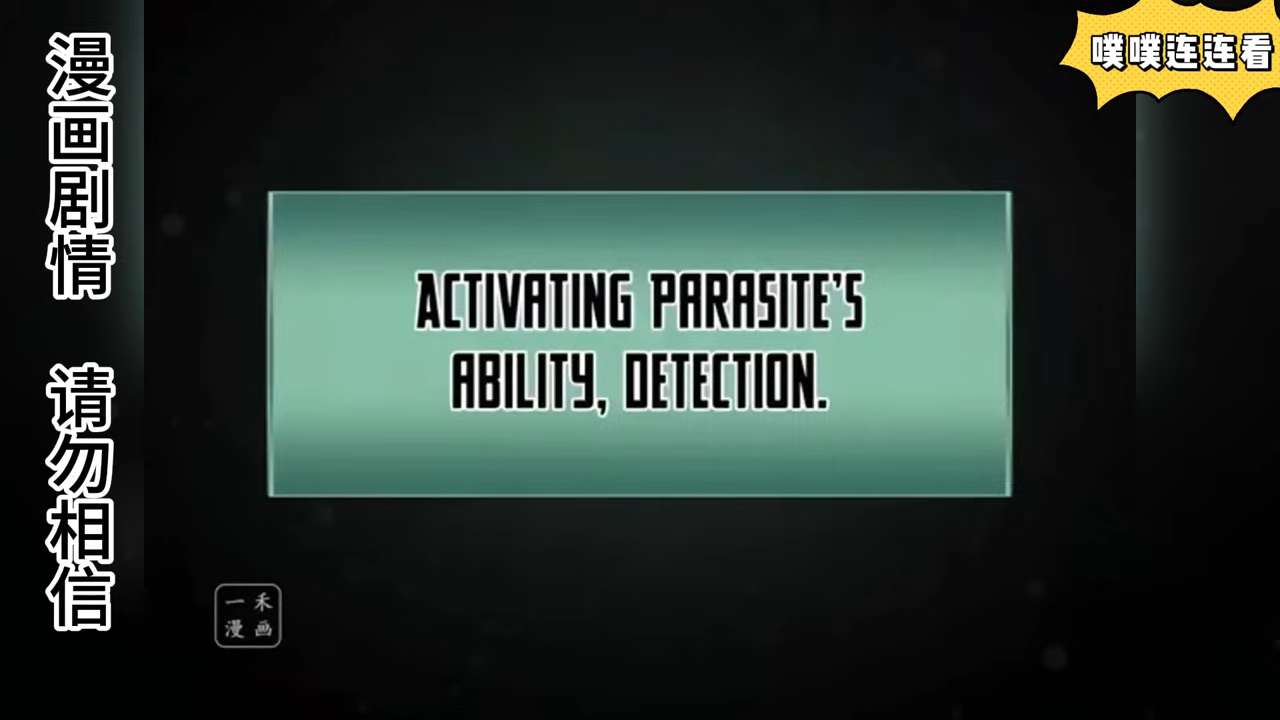 漫画剧情 请勿相信
噗噗连连看
ACTIVATING PARASITE'S
ABILITY, DETECTION.
一禾
漫画